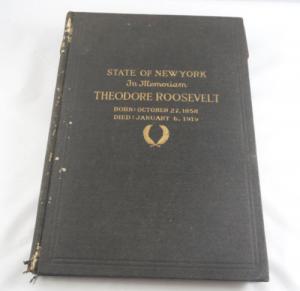 STATE OF NEW YORK
In Memoriam
THEODORE ROOSEVELT
BORN: OCTOBER 27, 1858
DIED: JANUARY 6, 1919